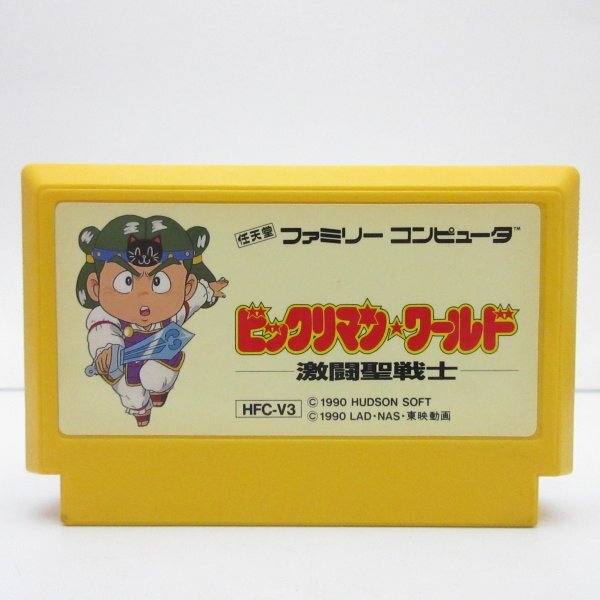 任天堂 ファミリー コンピュータ™
ビックリマン★ワールド
激闘聖戦士
HFC-V3
©1990 HUDSON SOFT
©1990 LAD・NAS・東映動画